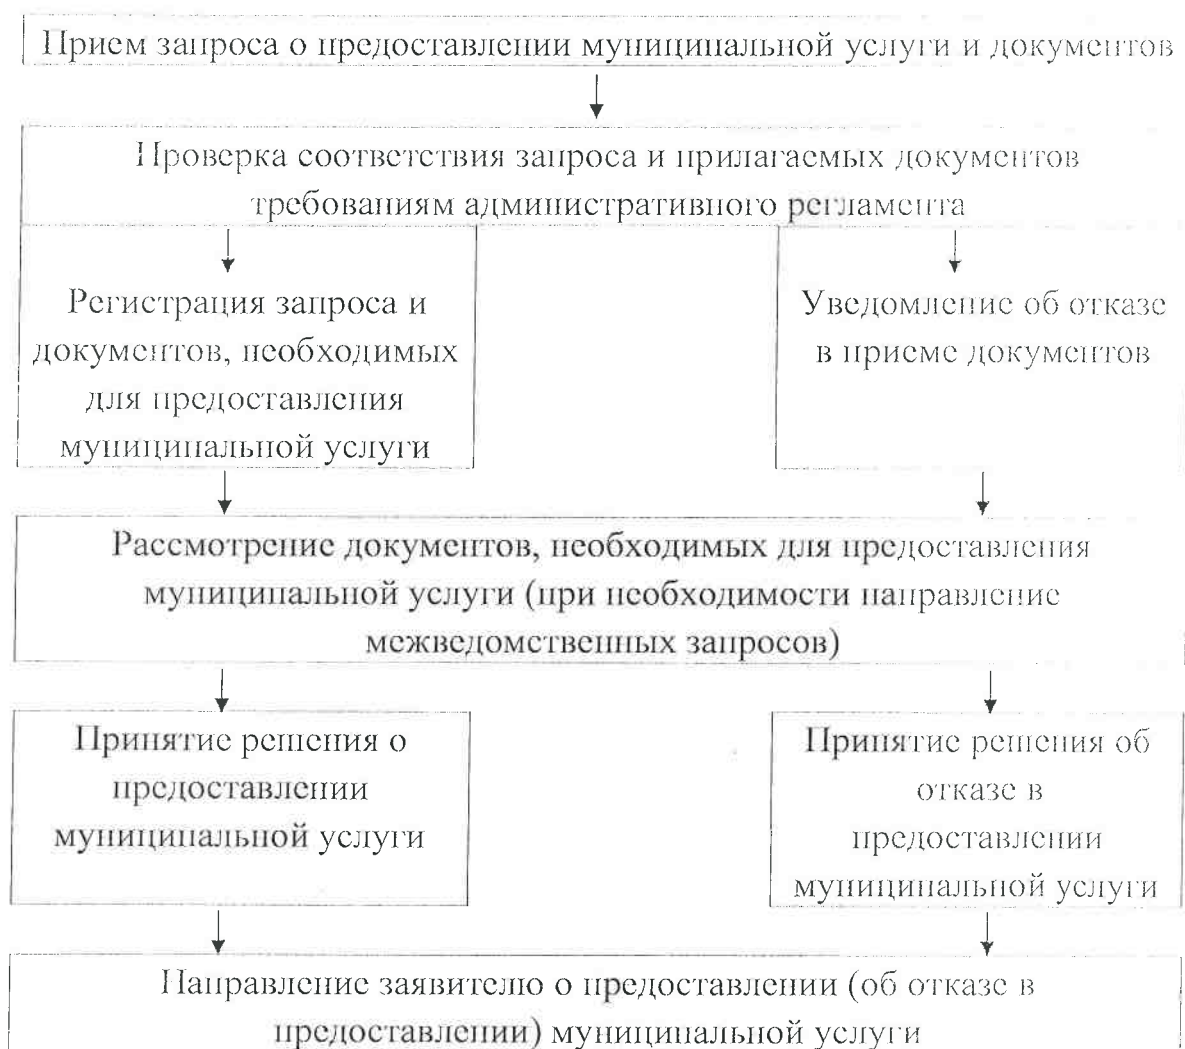 Прием запроса о предоставлении муниципальной услуги и документов
Проверка соответствия запроса и прилагаемых документов
требованиям административного регламента
Регистрация запроса и
документов, необходимых
для предоставления
муниципальной услуги
Уведомление об отказе
в приеме документов
Рассмотрение документов, необходимых для предоставления
муниципальной услуги (при необходимости направление
межведомственных запросов)
Принятие решения о
предоставлении
муниципальной услуги
Принятие решения об
отказе в
предоставлении
муниципальной услуги
Направление заявителю о предоставлении (об отказе в
предоставлении) муниципальной услуги